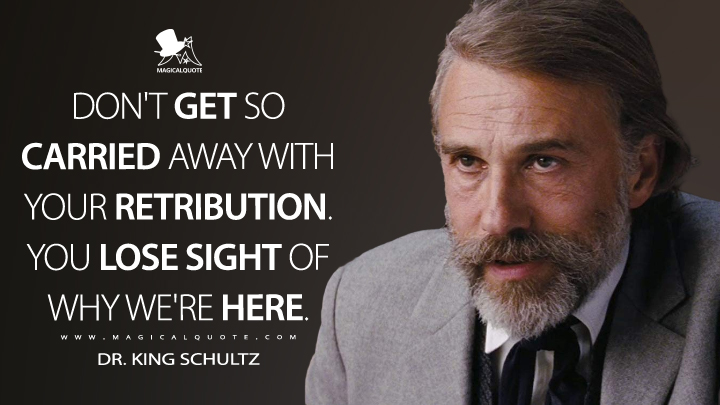 MAGICALQUOTE
DON'T GET SO
CARRIED AWAY WITH
YOUR RETRIBUTION.
YOU LOSE SIGHT OF
WHY WE'RE HERE.
WWW.MAGICALQUOTE.COM
DR. KING SCHULTZ